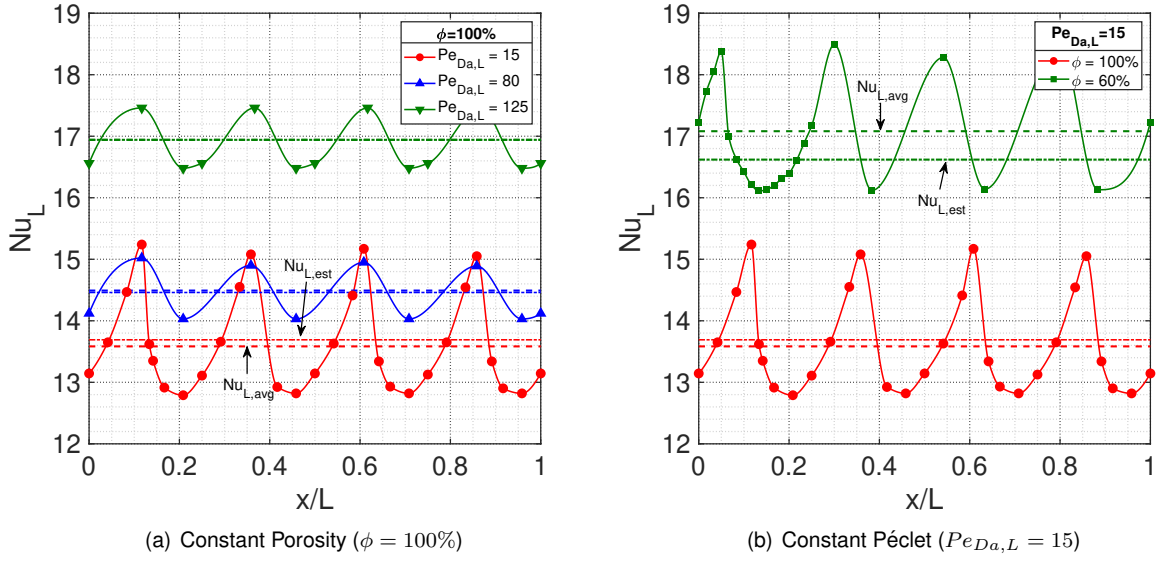 19
18
17
16
15
14
13
12
Nu_L
0
0.2
0.4
0.6
0.8
1
x/L
ϕ=100%
Pe_Da,L = 15
Pe_Da,L = 80
Pe_Da,L = 125
Nu_L,est
Nu_L,avg
(a) Constant Porosity (ϕ = 100%)
19
18
17
16
15
14
13
12
Nu_L
0
0.2
0.4
0.6
0.8
1
x/L
Pe_Da,L=15
ϕ = 100%
ϕ = 60%
Nu_L,avg
Nu_L,est
(b) Constant Péclet (Pe_Da,L = 15)